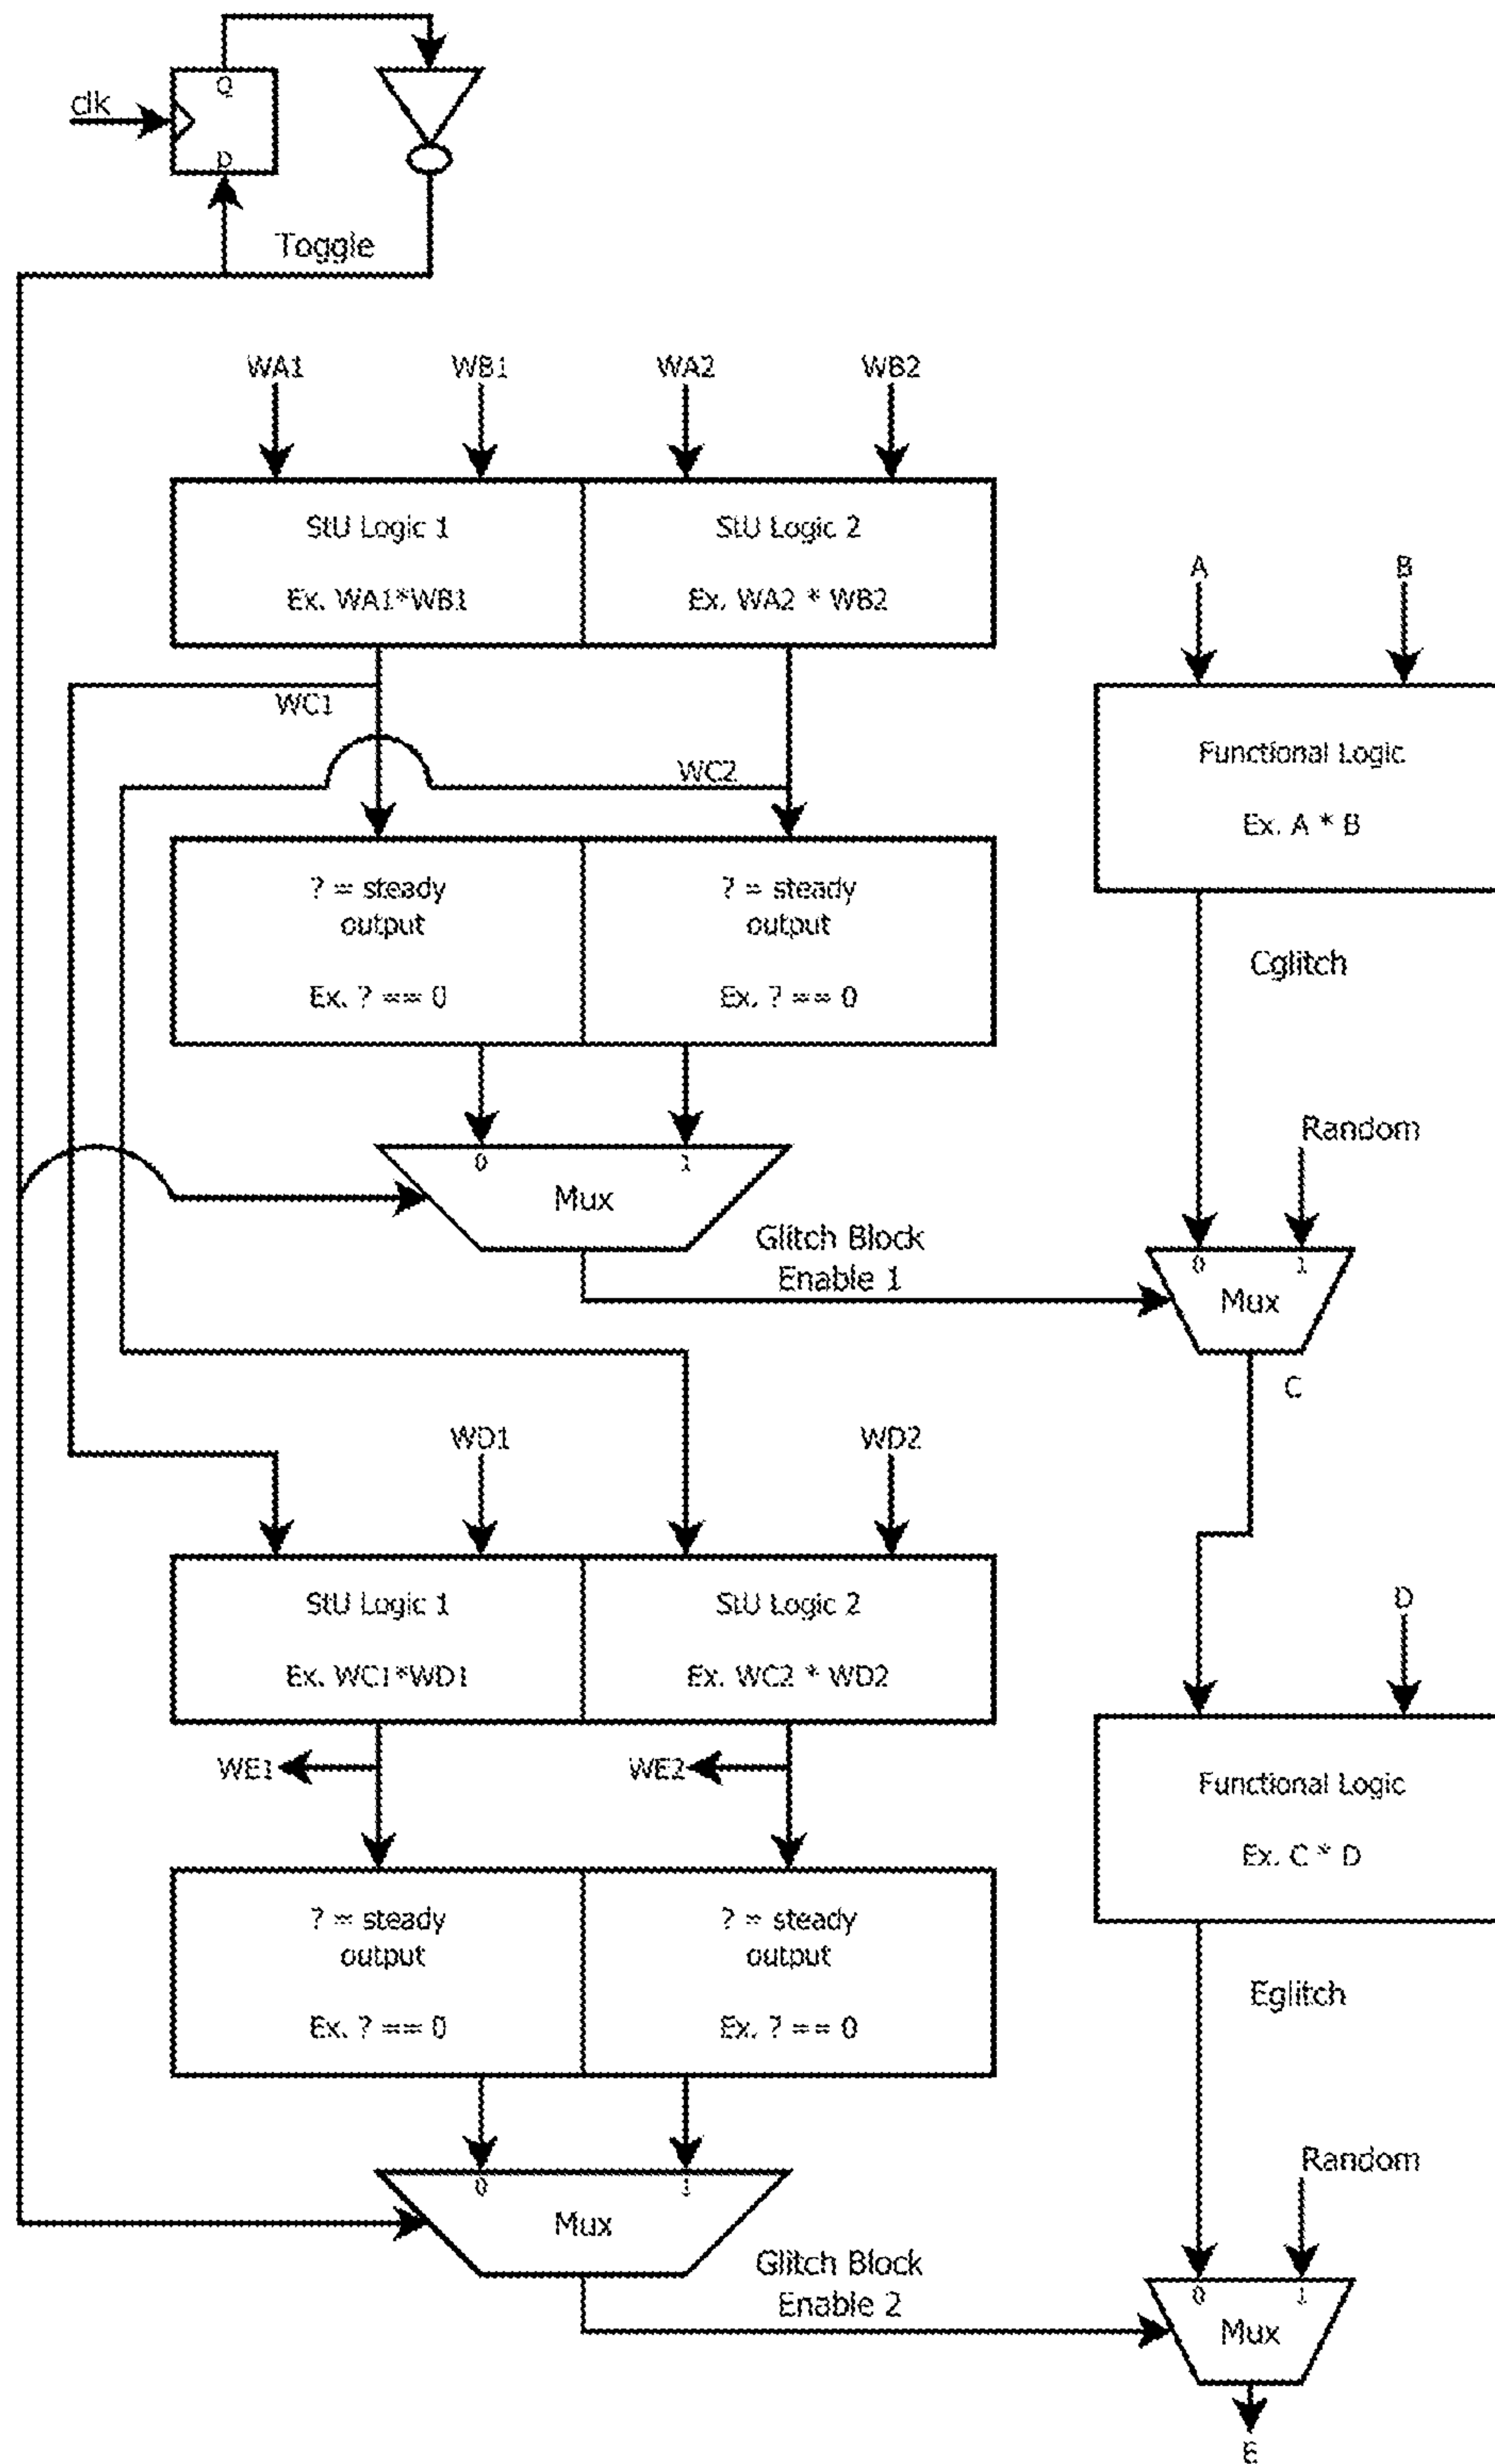 Q
clk
D
Toggle
WA1 WB1 WA2 WB2
StU Logic 1
Ex. WA1*WB1
StU Logic 2
Ex. WA2 * WB2
A B
WC1
WC2
Functional Logic
Ex. A * B
? = steady
output
Ex. ? == 0
? = steady
output
Ex. ? == 0
Cglitch
Random
0 1
Mux
Glitch Block
Enable 1
0 1
Mux
C
WD1 WD2
StU Logic 1
Ex. WC1*WD1
StU Logic 2
Ex. WC2 * WD2
D
WE1 WE2
Functional Logic
Ex. C * D
? = steady
output
Ex. ? == 0
? = steady
output
Ex. ? == 0
Eglitch
Random
0 1
Mux
Glitch Block
Enable 2
0 1
Mux
E